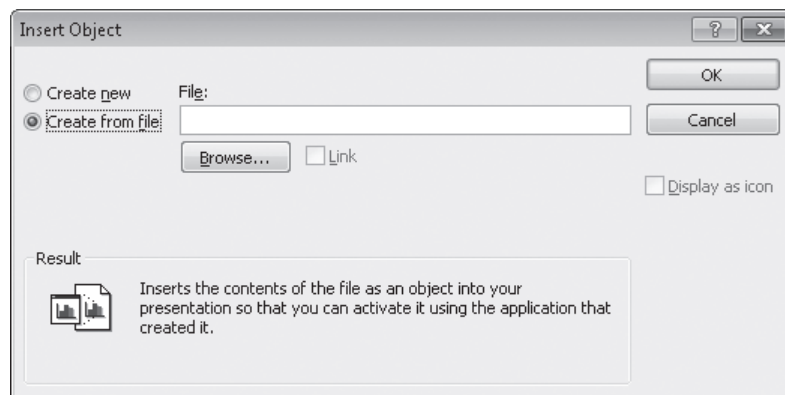 Insert Object
Create new
Create from file
File:
Browse...
Link
OK
Cancel
Display as icon
Result
Inserts the contents of the file as an object into your
presentation so that you can activate it using the application that
created it.